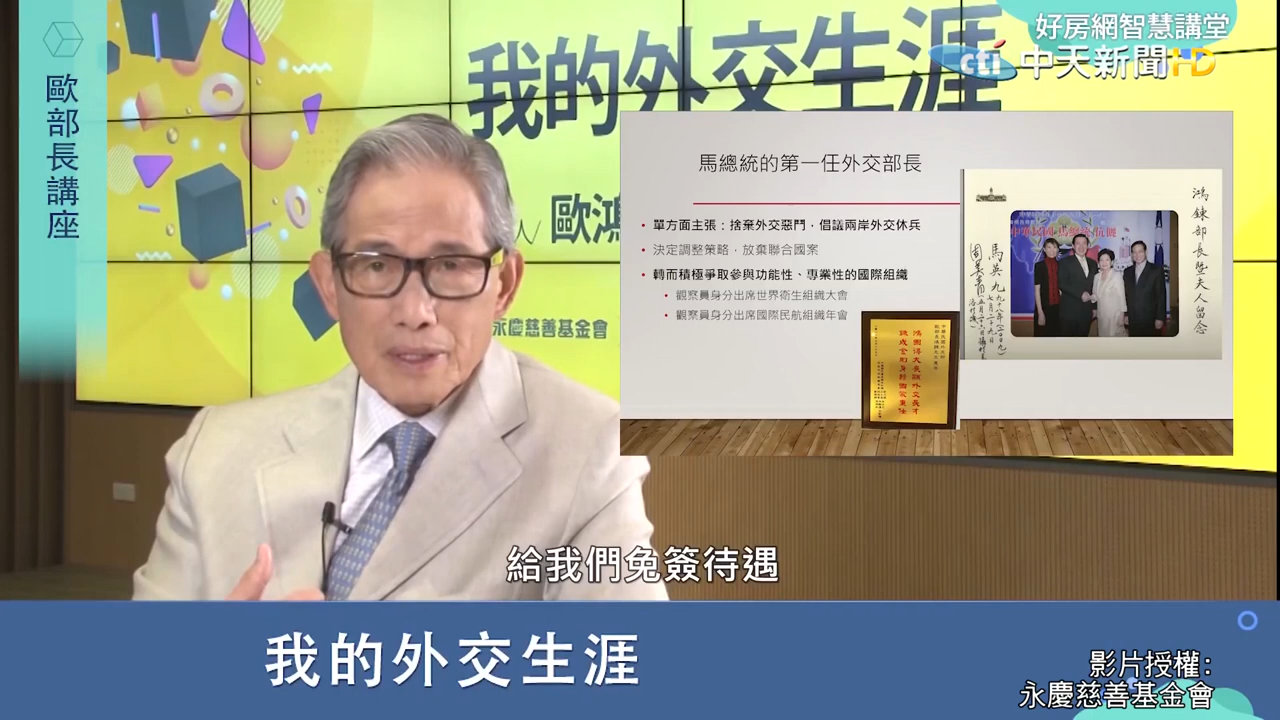 歐部長講座
好房網智慧講堂
cti 中天新聞HD
我的外交生涯
人/ 歐鴻
永慶慈善基金會
馬總統的第一任外交部長
• 單方面主張：捨棄外交惡鬥，倡議兩岸外交休兵
• 決定調整策略，放棄聯合國案
• 轉而積極爭取參與功能性、專業性的國際組織
• 觀察員身分出席世界衛生組織大會
• 觀察員身分出席國際民航組織年會
鴻鍊部長暨夫人留念
馬英九
給我們免簽待遇
我的外交生涯
影片授權:
永慶慈善基金會